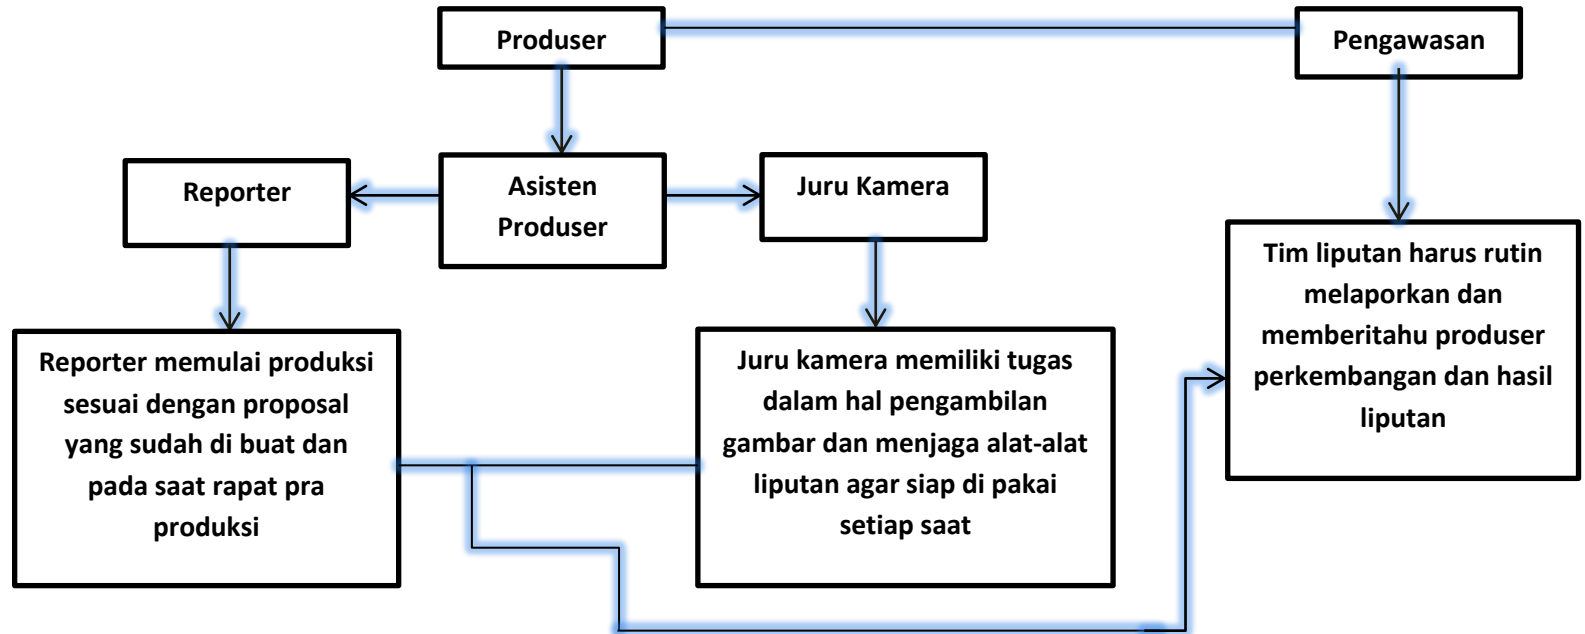 Produser
Pengawasan
Reporter
Asisten
Produser
Juru Kamera
Tim liputan harus rutin
melaporkan dan
memberitahu produser
perkembangan dan hasil
liputan
Reporter memulai produksi
sesuai dengan proposal
yang sudah di buat dan
pada saat rapat pra
produksi
Juru kamera memiliki tugas
dalam hal pengambilan
gambar dan menjaga alat-alat
liputan agar siap di pakai
setiap saat